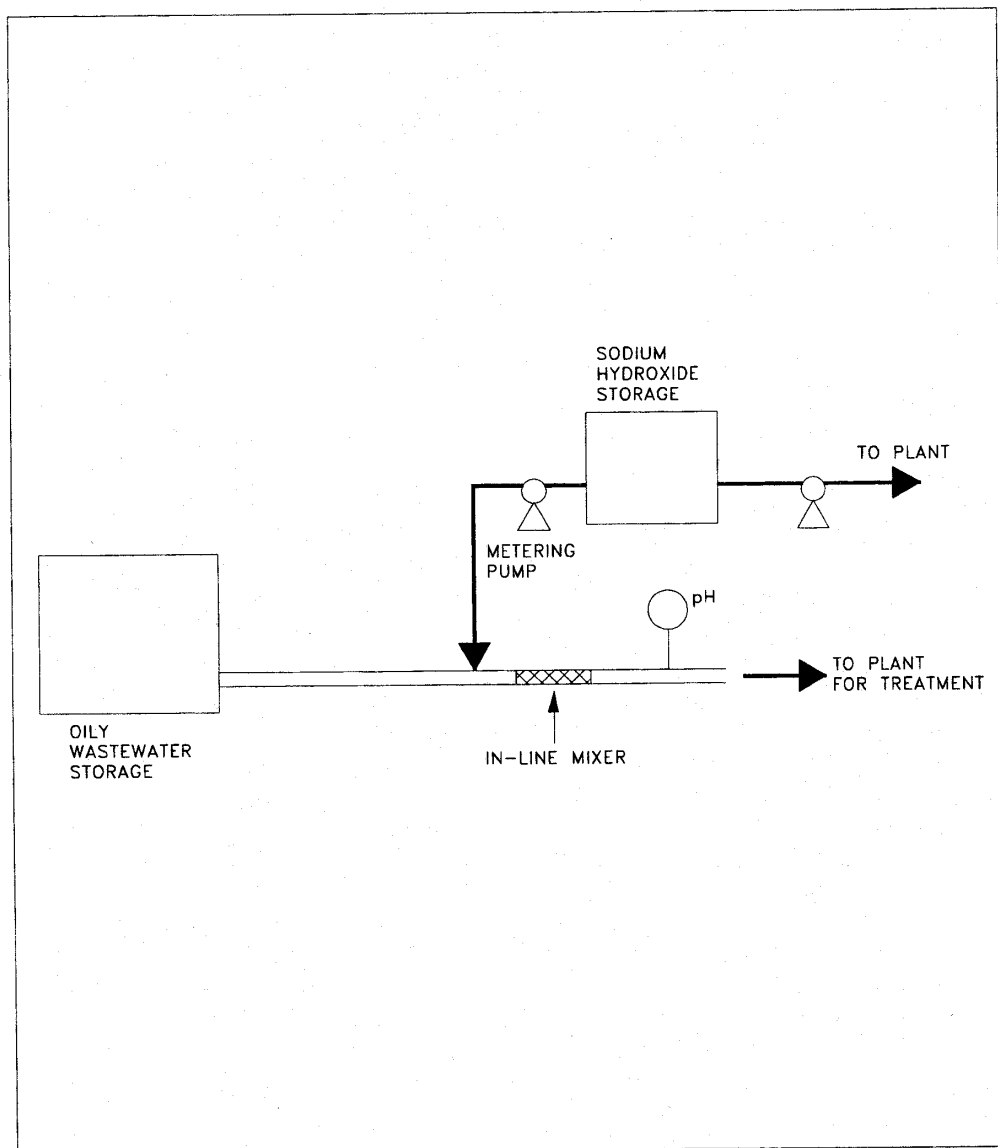 SODIUM
HYDROXIDE
STORAGE
TO PLANT
METERING
PUMP
pH
TO PLANT
FOR TREATMENT
OILY
WASTEWATER
STORAGE
IN-LINE MIXER